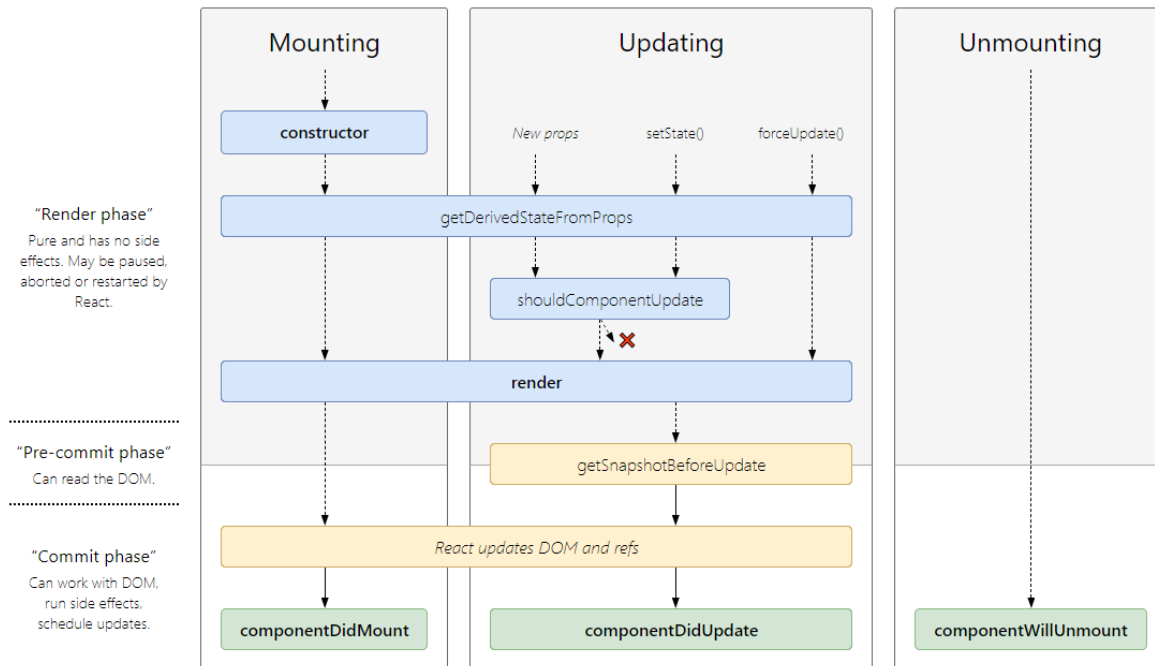 Mounting
Updating
Unmounting
constructor
New props
setState()
forceUpdate()
"Render phase"
Pure and has no side
effects. May be paused,
aborted or restarted by
React.
getDerivedStateFromProps
shouldComponentUpdate
render
"Pre-commit phase"
Can read the DOM.
getSnapshotBeforeUpdate
"Commit phase"
Can work with DOM,
run side effects,
schedule updates.
React updates DOM and refs
componentDidMount
componentDidUpdate
componentWillUnmount